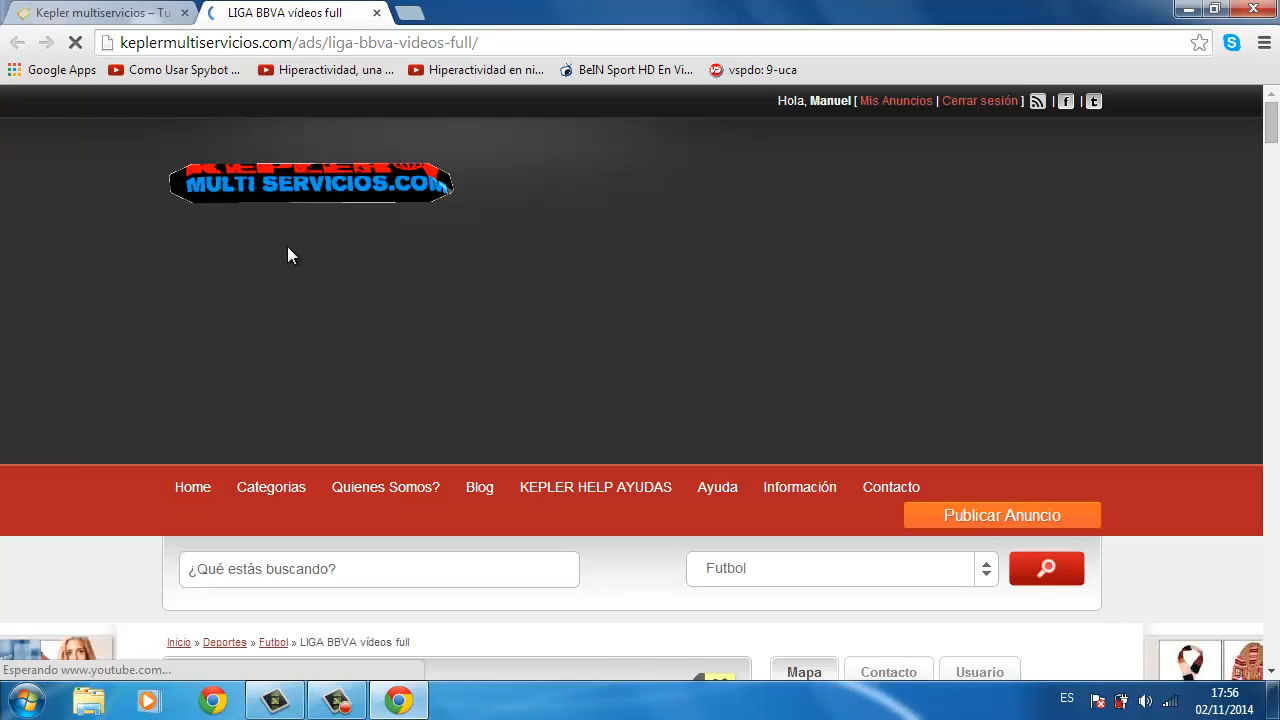 Kepler multiservicios – Tu
LIGA BBVA vídeos full
keplermultiservicios.com/ads/liga-bbva-videos-full/
Google Apps
Como Usar Spybot ...
Hiperactividad, una ...
Hiperactividad en ni...
BeIN Sport HD En Vi...
vspdo: 9-uca
Hola, Manuel [ Mis Anuncios | Cerrar sesión ] | f | t
KEPLER
MULTI SERVICIOS.COM
Home
Categorias
Quienes Somos?
Blog
KEPLER HELP AYUDAS
Ayuda
Información
Contacto
Publicar Anuncio
¿Qué estás buscando?
Futbol
Inicio » Deportes » Futbol » LIGA BBVA vídeos full
Esperando www.youtube.com...
Mapa
Contacto
Usuario
ES
17:56
02/11/2014